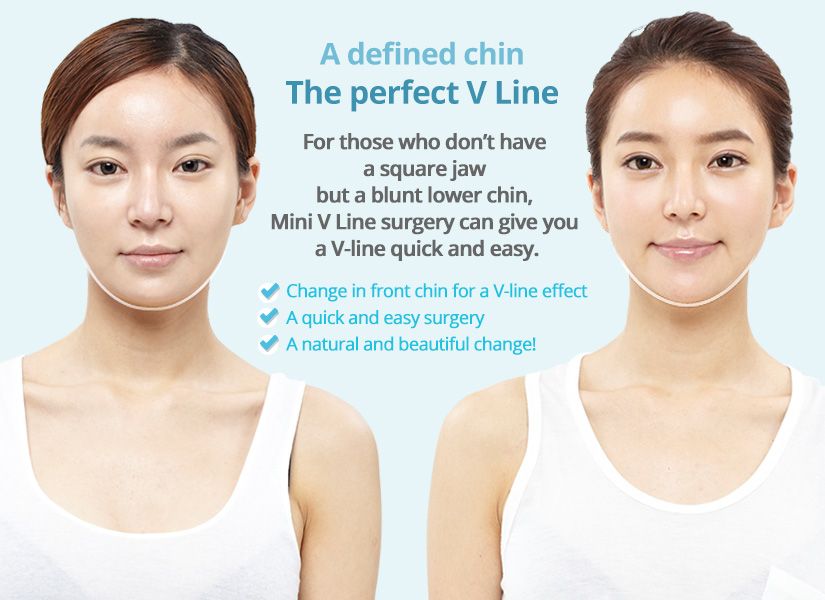 A defined chin
The perfect V Line
For those who don’t have
a square jaw
but a blunt lower chin,
Mini V Line surgery can give you
a V-line quick and easy.
Change in front chin for a V-line effect
A quick and easy surgery
A natural and beautiful change!